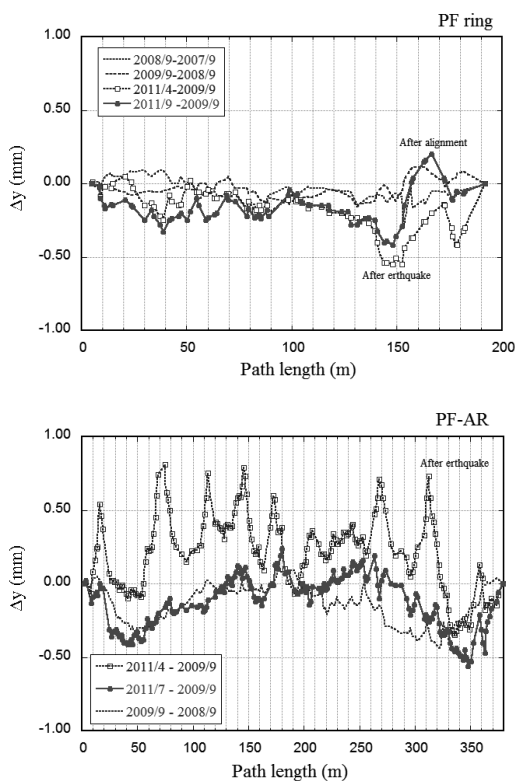 PF ring
1.00
2008/9-2007/9
2009/9-2008/9
2011/4-2009/9
2011/9 -2009/9
0.50
After alignment
0.00
Δy (mm)
-0.50
After erthquake
-1.00
0 50 100 150 200
Path length (m)
PF-AR
1.00
After erthquake
0.50
0.00
Δy (mm)
-0.50
2011/4 - 2009/9
2011/7 - 2009/9
2009/9 - 2008/9
-1.00
0 50 100 150 200 250 300 350
Path length (m)